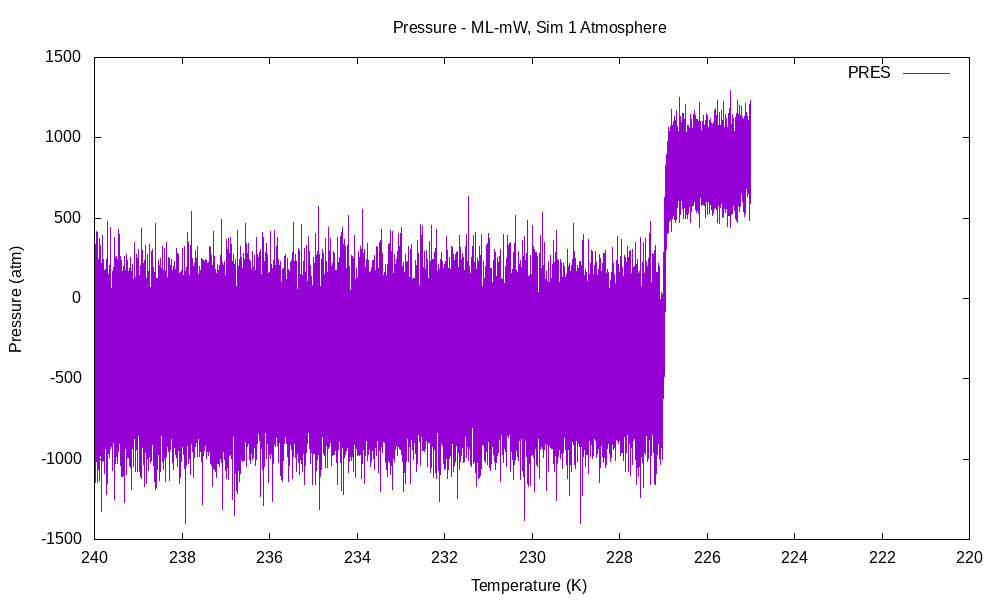 Pressure - ML-mW, Sim 1 Atmosphere
1500
PRES
1000
500
0
-500
-1000
-1500
Pressure (atm)
240 238 236 234 232 230 228 226 224 222 220
Temperature (K)